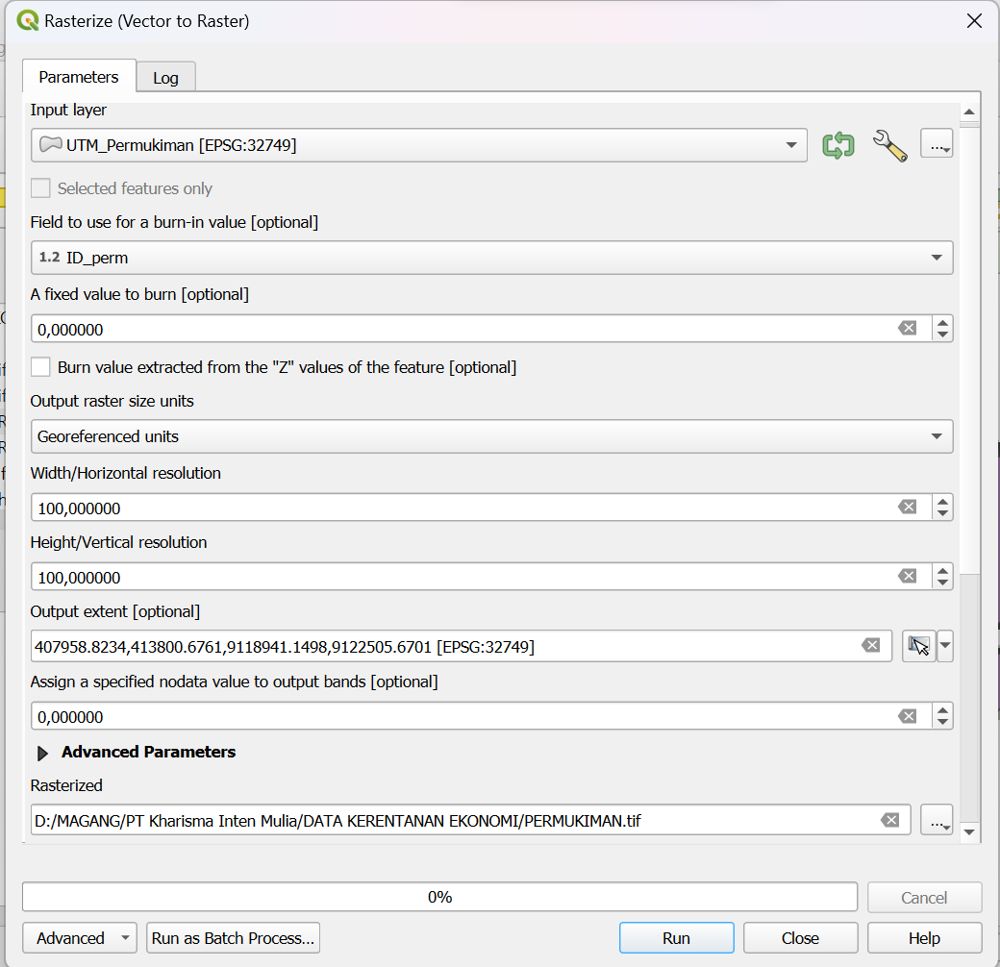 Rasterize (Vector to Raster)
Parameters
Log
Input layer
UTM_Permukiman [EPSG:32749]
...
Selected features only
Field to use for a burn-in value [optional]
1.2 ID_perm
A fixed value to burn [optional]
0,000000
Burn value extracted from the "Z" values of the feature [optional]
Output raster size units
Georeferenced units
Width/Horizontal resolution
100,000000
Height/Vertical resolution
100,000000
Output extent [optional]
407958.8234,413800.6761,9118941.1498,9122505.6701 [EPSG:32749]
Assign a specified nodata value to output bands [optional]
0,000000
Advanced Parameters
Rasterized
D:/MAGANG/PT Kharisma Inten Mulia/DATA KERENTANAN EKONOMI/PERMUKIMAN.tif
...
0%
Cancel
Advanced
Run as Batch Process...
Run
Close
Help